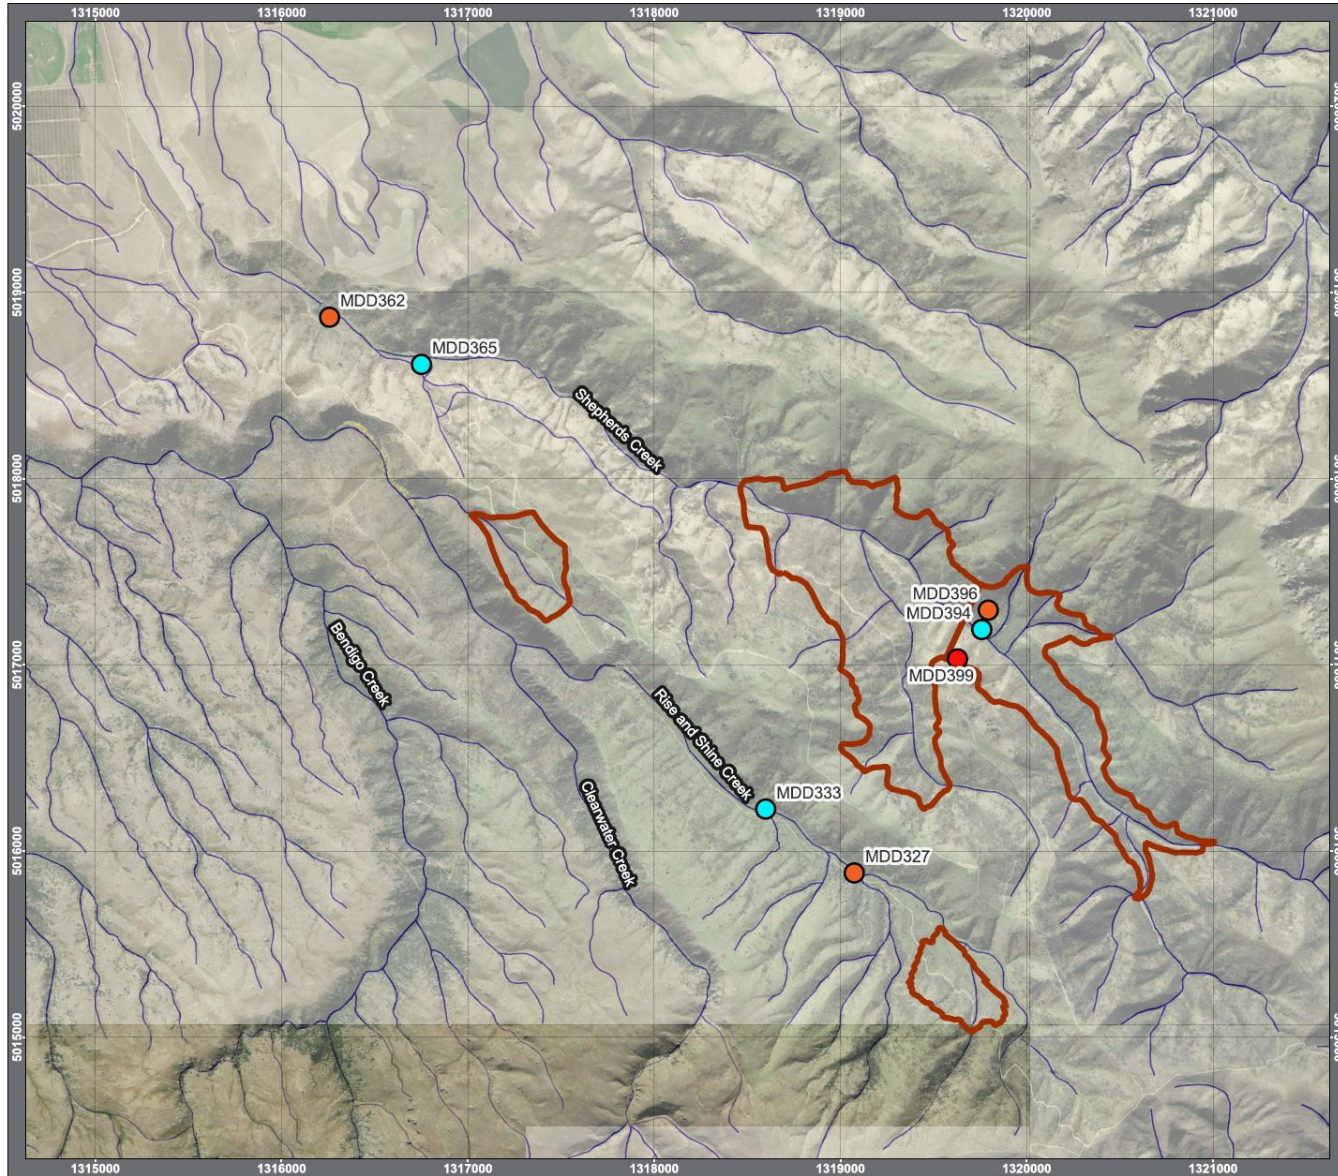 1315000 1316000 1317000 1318000 1319000 1320000 1321000
5020000
5019000
MDD362
MDD365
Shepherds Creek
5018000
MDD396
MDD394
MDD399
5017000
Bendigo Creek
Rise and Shine Creek
MDD333
Clearwater Creek
5016000
MDD327
5015000
1315000 1316000 1317000 1318000 1319000 1320000 1321000